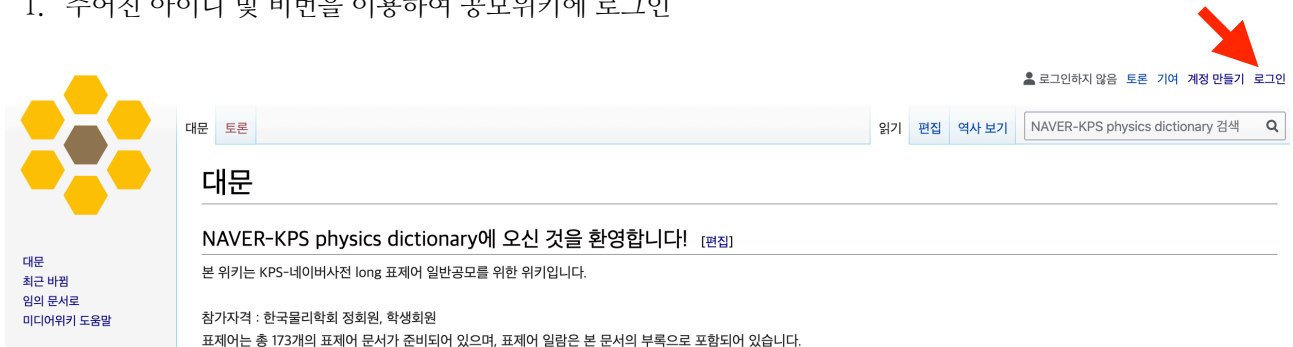 1. 주어진 아이디 및 비번을 이용하여 공모위키에 로그인
로그인하지 않음 토론 기여 계정 만들기 로그인
대문 토론 읽기 편집 역사 보기 NAVER-KPS physics dictionary 검색
대문
NAVER-KPS physics dictionary에 오신 것을 환영합니다! [편집]
본 위키는 KPS-네이버사전 long 표제어 일반공모를 위한 위키입니다.
참가자격 : 한국물리학회 정회원, 학생회원
표제어는 총 173개의 표제어 문서가 준비되어 있으며, 표제어 일람은 본 문서의 부록으로 포함되어 있습니다.
대문
최근 바뀜
임의 문서로
미디어위키 도움말